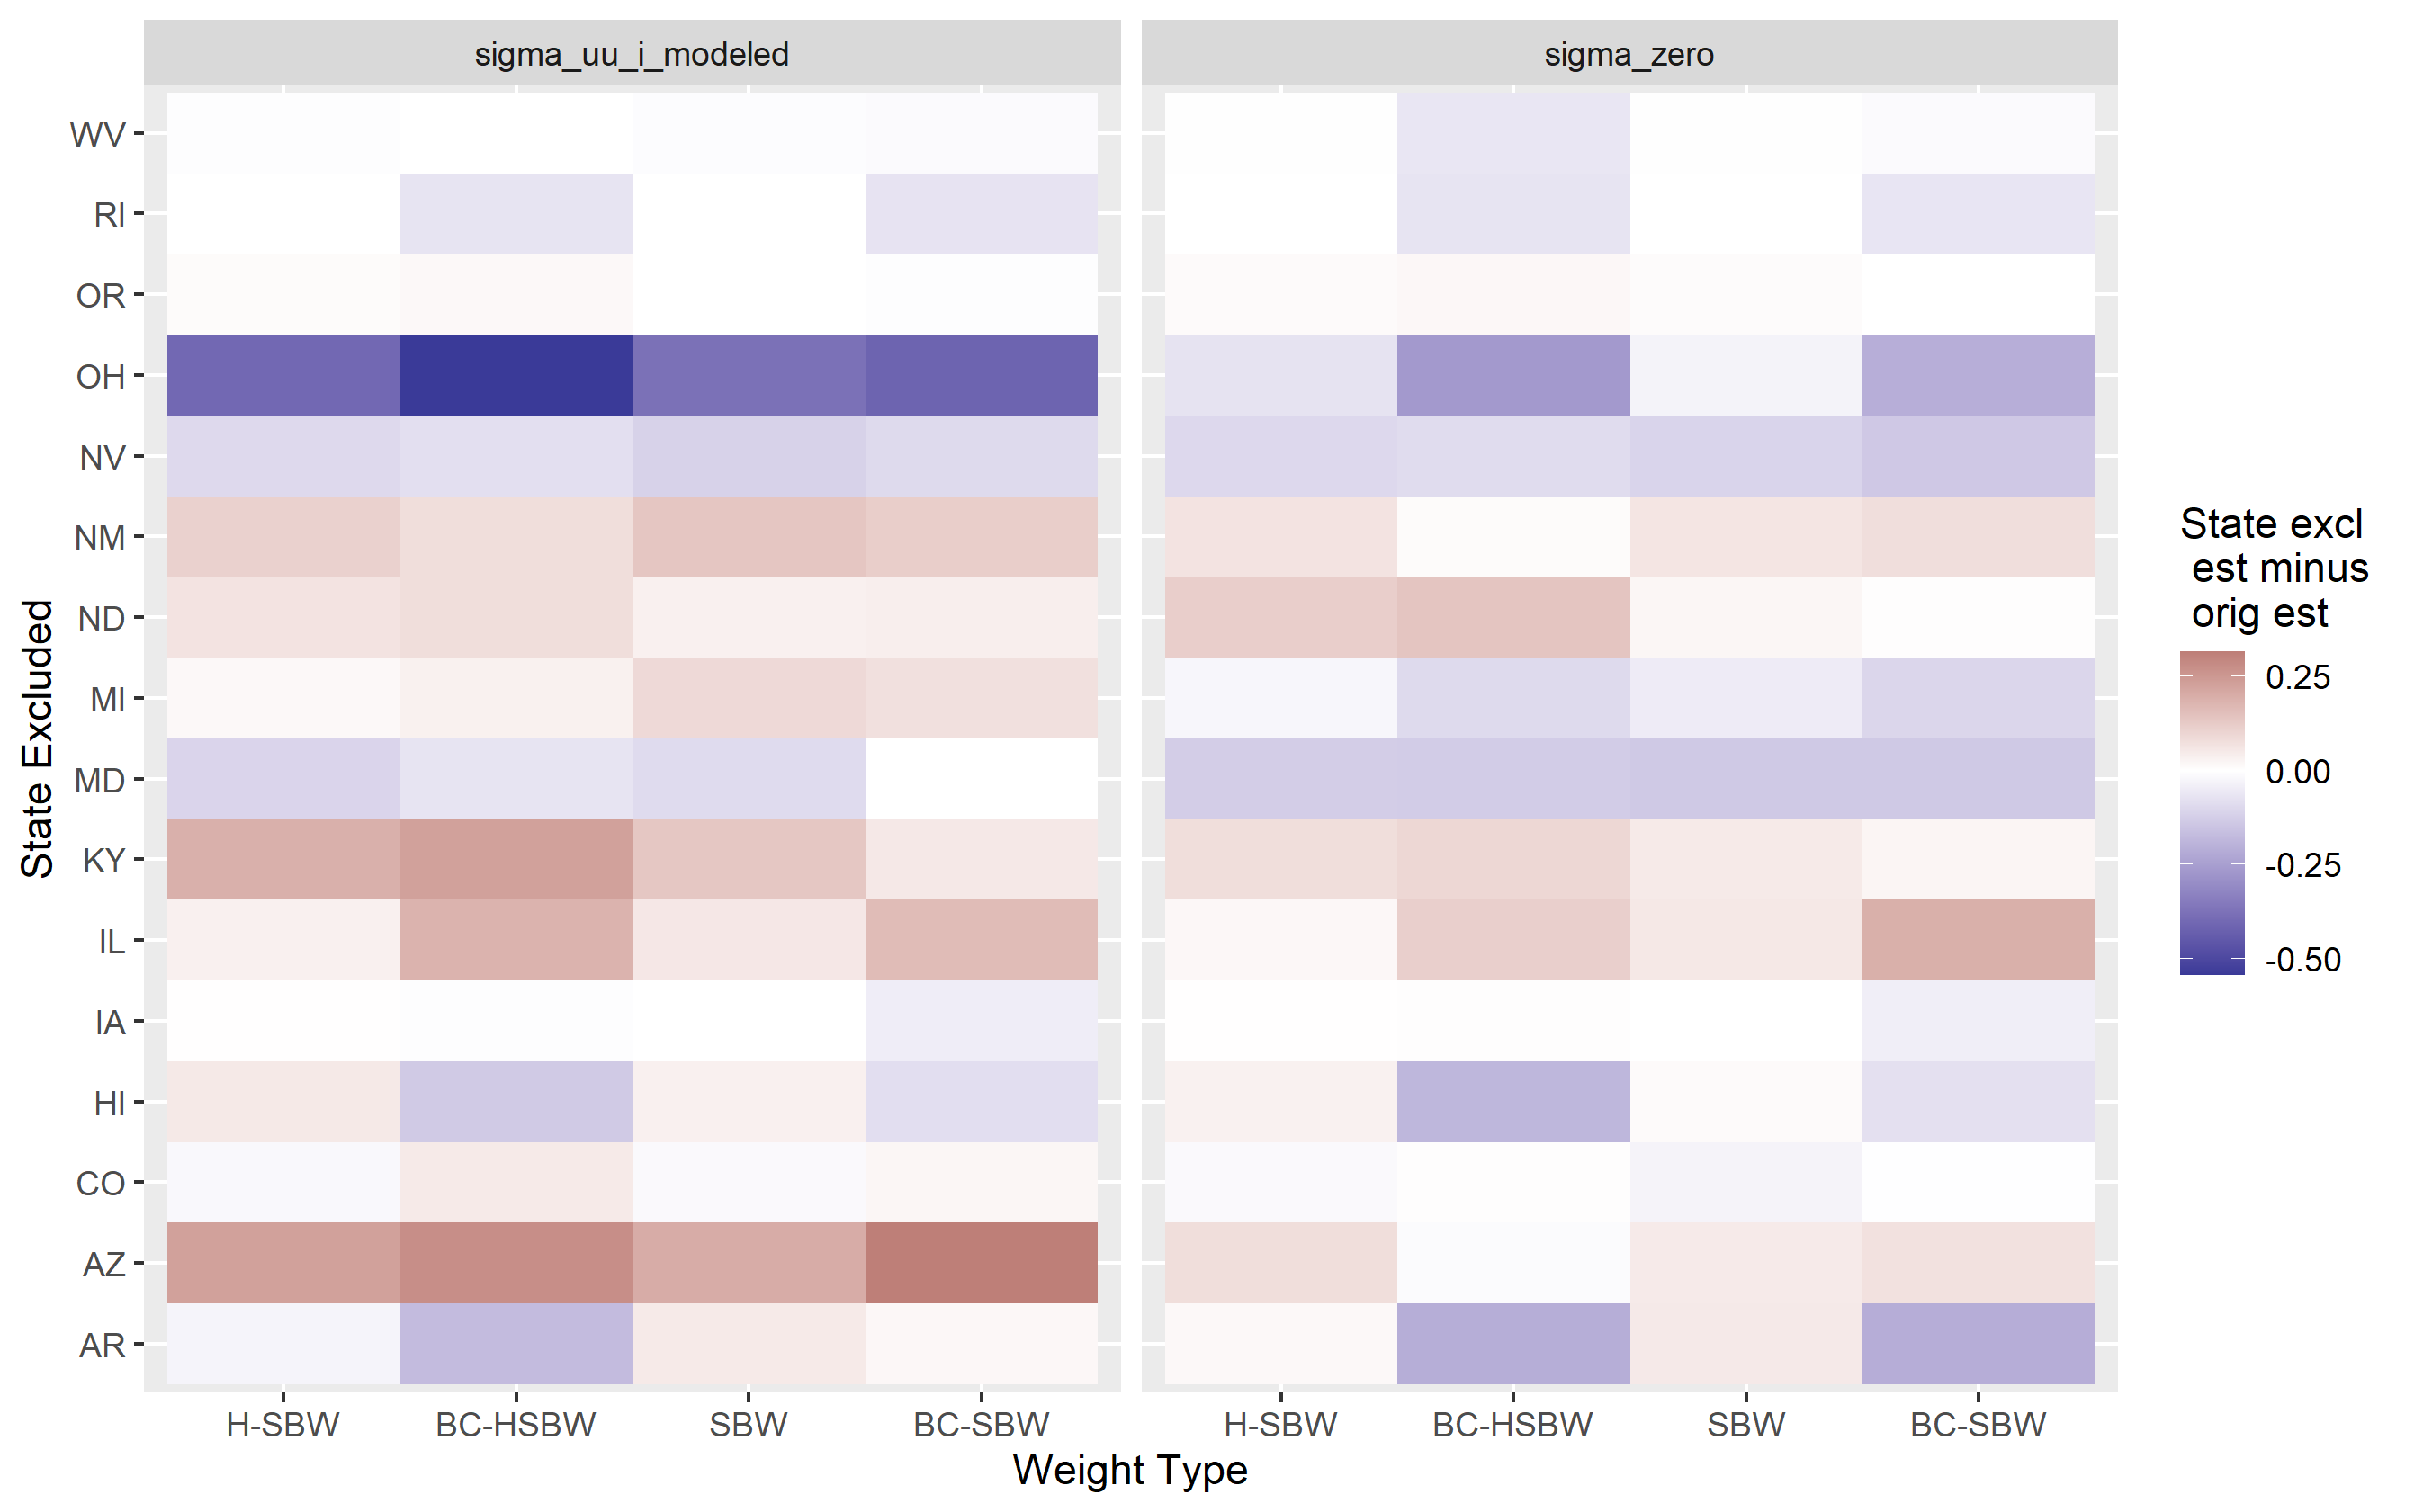 sigma_uu_i_modeled
sigma_zero
State Excluded
WV
RI
OR
OH
NV
NM
ND
MI
MD
KY
IL
IA
HI
CO
AZ
AR
H-SBW
BC-HSBW
SBW
BC-SBW
H-SBW
BC-HSBW
SBW
BC-SBW
Weight Type
State excl
est minus
orig est
0.25
0.00
-0.25
-0.50